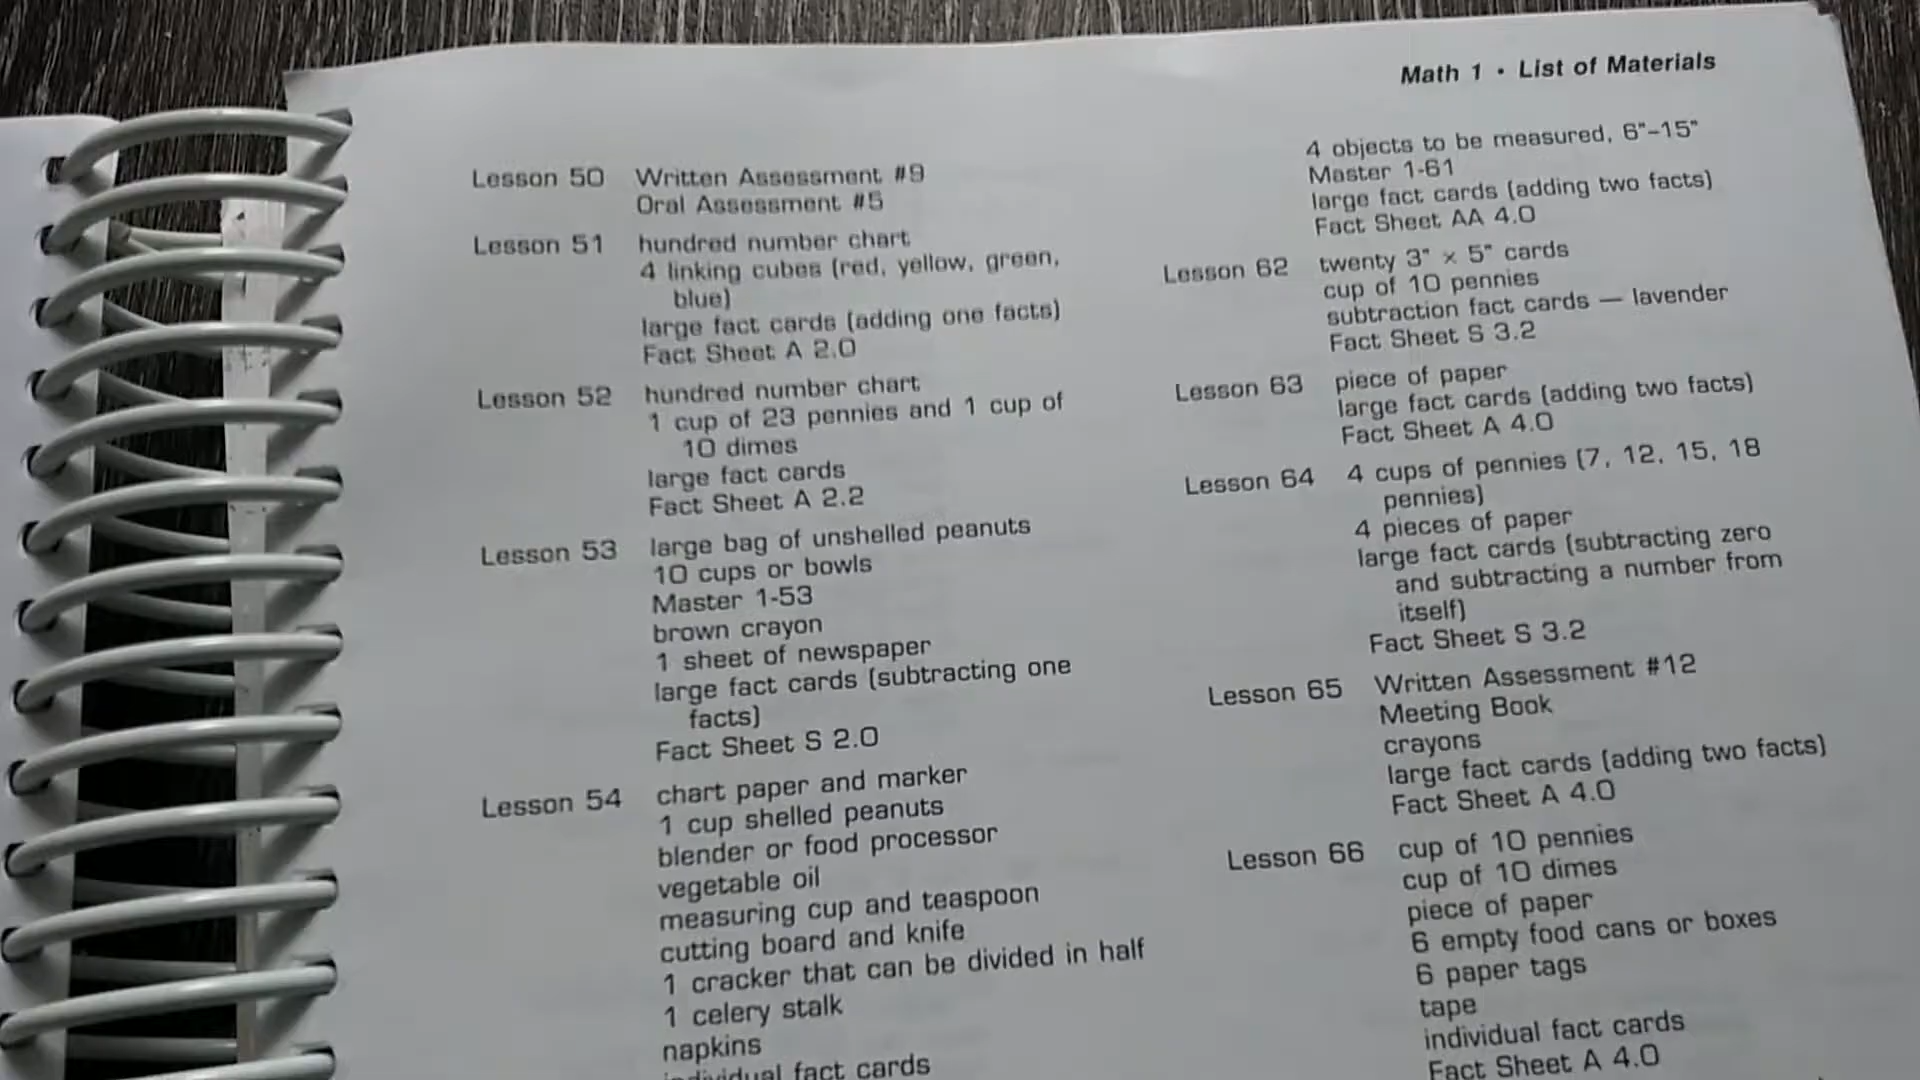 Math 1 • List of Materials
Lesson 50 Written Assessment #9
Oral Assessment #5
Lesson 51 hundred number chart
4 linking cubes (red, yellow, green,
blue)
large fact cards (adding one facts)
Fact Sheet A 2.0
Lesson 52 hundred number chart
1 cup of 23 pennies and 1 cup of
10 dimes
large fact cards
Fact Sheet A 2.2
Lesson 53 large bag of unshelled peanuts
10 cups or bowls
Master 1-53
brown crayon
1 sheet of newspaper
large fact cards (subtracting one
facts)
Fact Sheet S 2.0
Lesson 54 chart paper and marker
1 cup shelled peanuts
blender or food processor
vegetable oil
measuring cup and teaspoon
cutting board and knife
1 cracker that can be divided in half
1 celery stalk
napkins
individual fact cards
4 objects to be measured, 6"–15"
Master 1-61
large fact cards (adding two facts)
Fact Sheet AA 4.0
Lesson 62 twenty 3" × 5" cards
cup of 10 pennies
subtraction fact cards — lavender
Fact Sheet S 3.2
Lesson 63 piece of paper
large fact cards (adding two facts)
Fact Sheet A 4.0
Lesson 64 4 cups of pennies (7, 12, 15, 18
pennies)
4 pieces of paper
large fact cards (subtracting zero
and subtracting a number from
itself)
Fact Sheet S 3.2
Lesson 65 Written Assessment #12
Meeting Book
crayons
large fact cards (adding two facts)
Fact Sheet A 4.0
Lesson 66 cup of 10 pennies
cup of 10 dimes
piece of paper
6 empty food cans or boxes
6 paper tags
tape
individual fact cards
Fact Sheet A 4.0